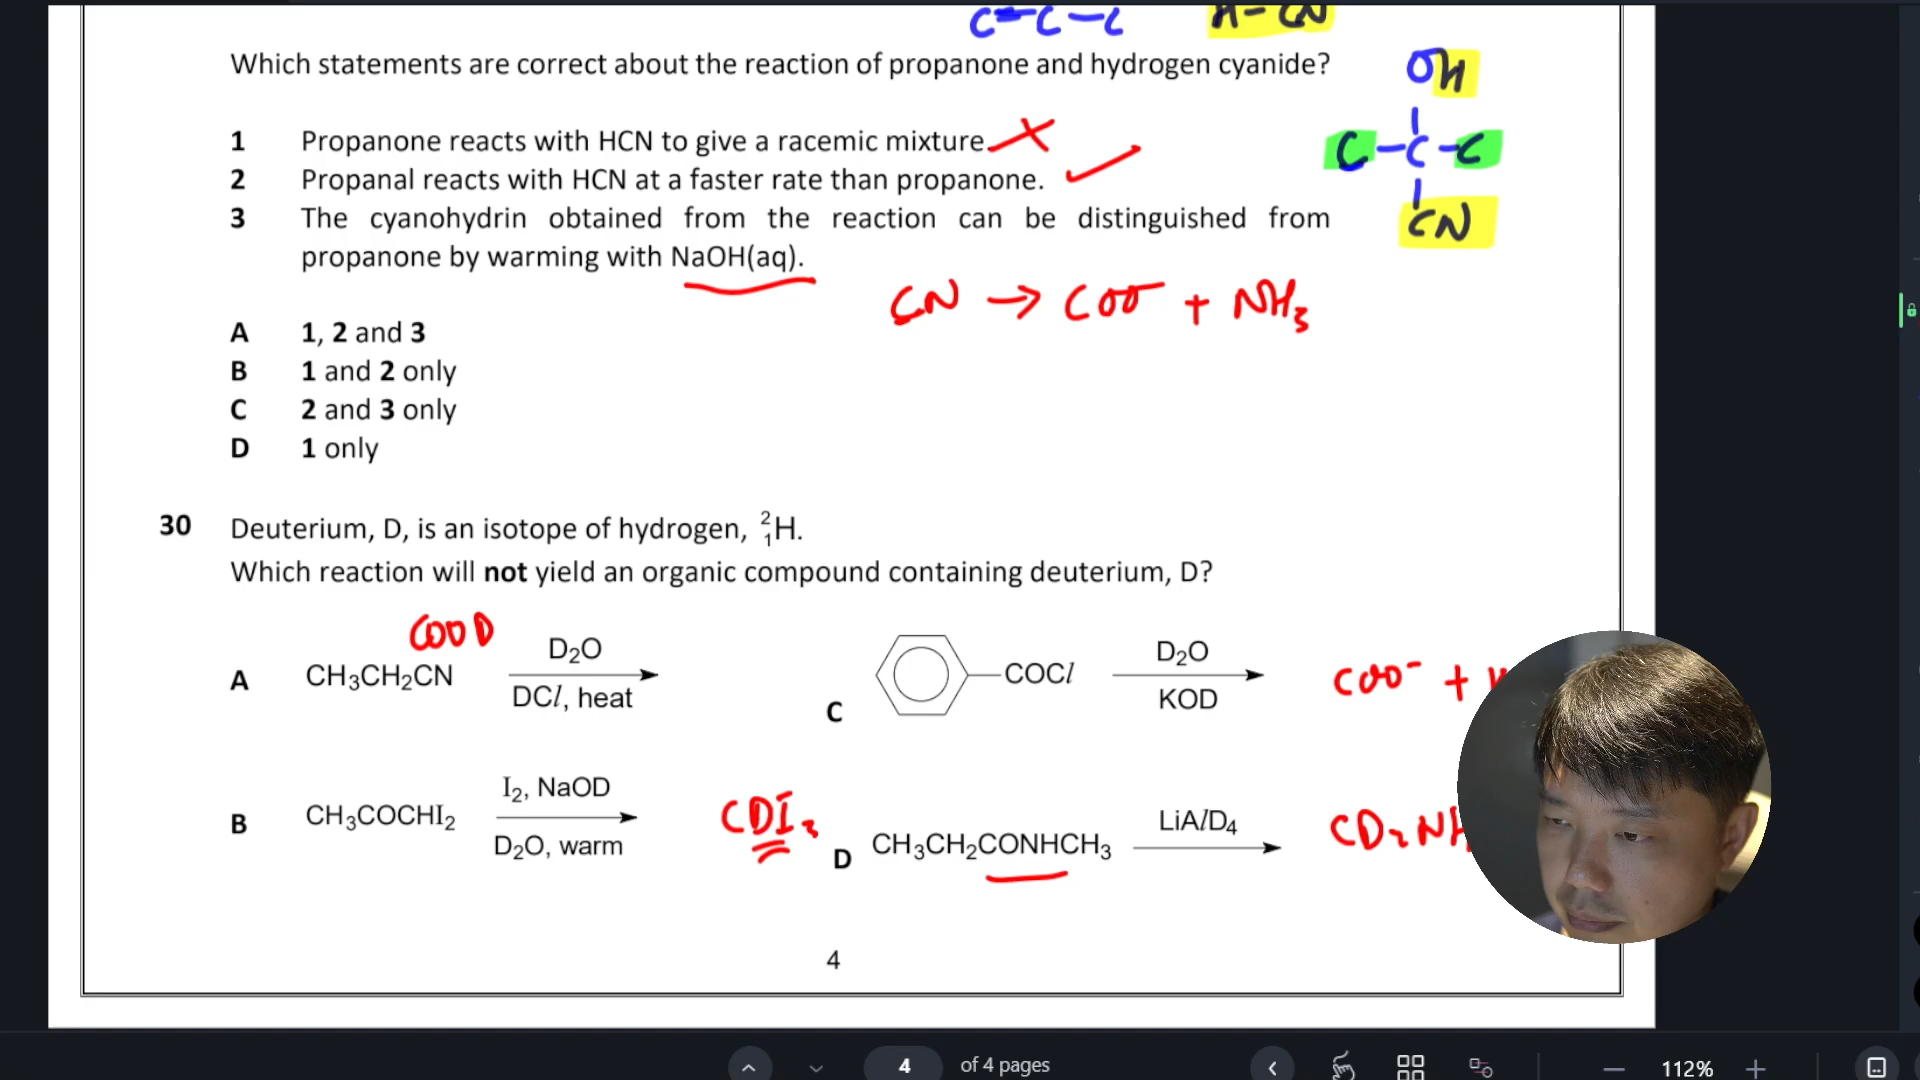 C=C-C H-CN
Which statements are correct about the reaction of propanone and hydrogen cyanide?
OH
1 Propanone reacts with HCN to give a racemic mixture.
C-C-C
2 Propanal reacts with HCN at a faster rate than propanone.
3 The cyanohydrin obtained from the reaction can be distinguished from
CN
propanone by warming with NaOH(aq).
CN → COO⁻ + NH₃
A 1, 2 and 3
B 1 and 2 only
C 2 and 3 only
D 1 only
30 Deuterium, D, is an isotope of hydrogen, ²₁H.
Which reaction will not yield an organic compound containing deuterium, D?
COOD
A CH₃CH₂CN D₂O
DCl, heat
C COCl D₂O
KOD
COO⁻ +
B CH₃COCHI₂ I₂, NaOD
D₂O, warm
CDI₃
D CH₃CH₂CONHCH₃ LiAlD₄
CD₂NH
4
4 of 4 pages
112%